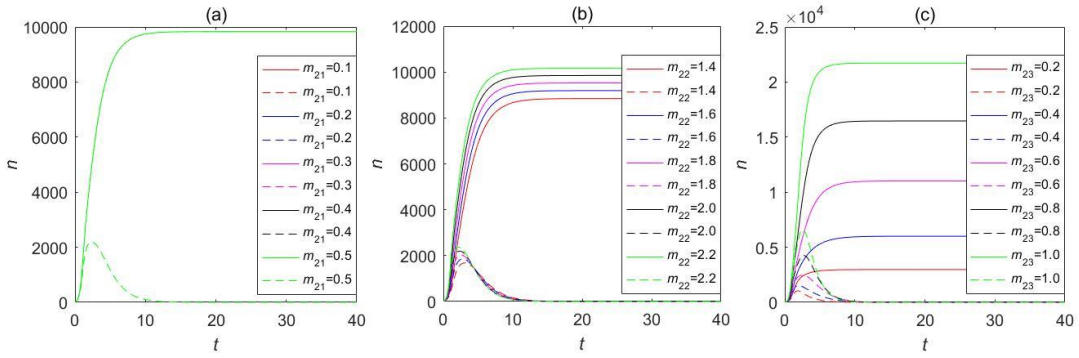 (a)
10000
8000
6000
4000
2000
0
n
0 10 20 30 40
t
m21=0.1
m21=0.1
m21=0.2
m21=0.2
m21=0.3
m21=0.3
m21=0.4
m21=0.4
m21=0.5
m21=0.5
(b)
12000
10000
8000
6000
4000
2000
0
n
0 10 20 30 40
t
m22=1.4
m22=1.4
m22=1.6
m22=1.6
m22=1.8
m22=1.8
m22=2.0
m22=2.0
m22=2.2
m22=2.2
(c)
×10⁴
2.5
2
1.5
1
0.5
0
n
0 10 20 30 40
t
m23=0.2
m23=0.2
m23=0.4
m23=0.4
m23=0.6
m23=0.6
m23=0.8
m23=0.8
m23=1.0
m23=1.0